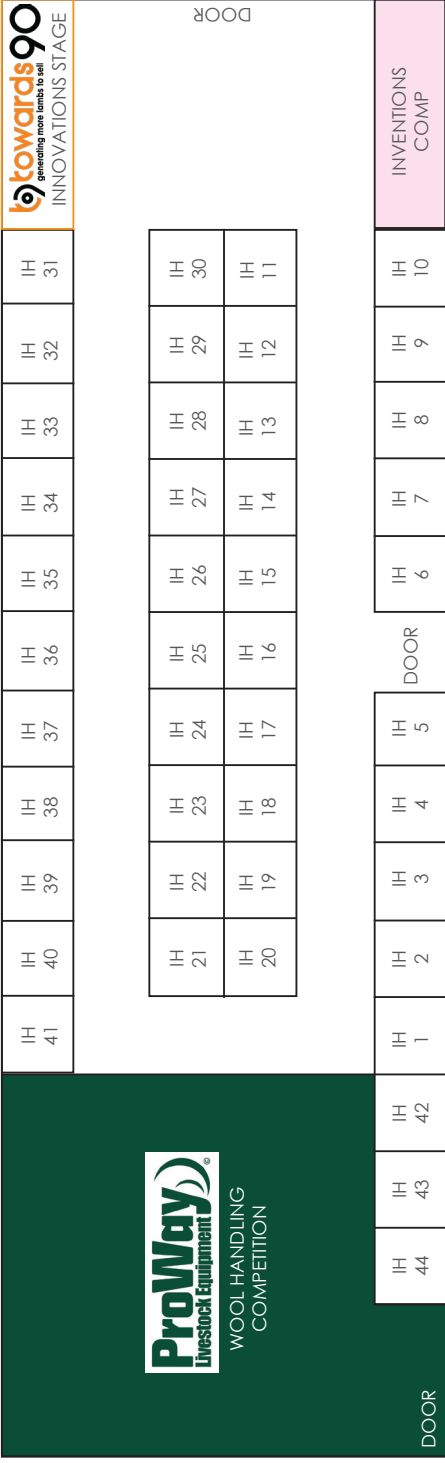 IH
41
IH
40
IH
39
IH
38
IH
37
IH
36
IH
35
IH
34
IH
33
IH
32
IH
31
towards90
generating more lambs to sell
INNOVATIONS STAGE
ProWay
Livestock Equipment ©
WOOL HANDLING
COMPETITION
IH
21
IH
22
IH
23
IH
24
IH
25
IH
26
IH
27
IH
28
IH
29
IH
30
IH
20
IH
19
IH
18
IH
17
IH
16
IH
15
IH
14
IH
13
IH
12
IH
11
DOOR
DOOR
IH
44
IH
43
IH
42
IH
1
IH
2
IH
3
IH
4
IH
5
DOOR
IH
6
IH
7
IH
8
IH
9
IH
10
INVENTIONS
COMP